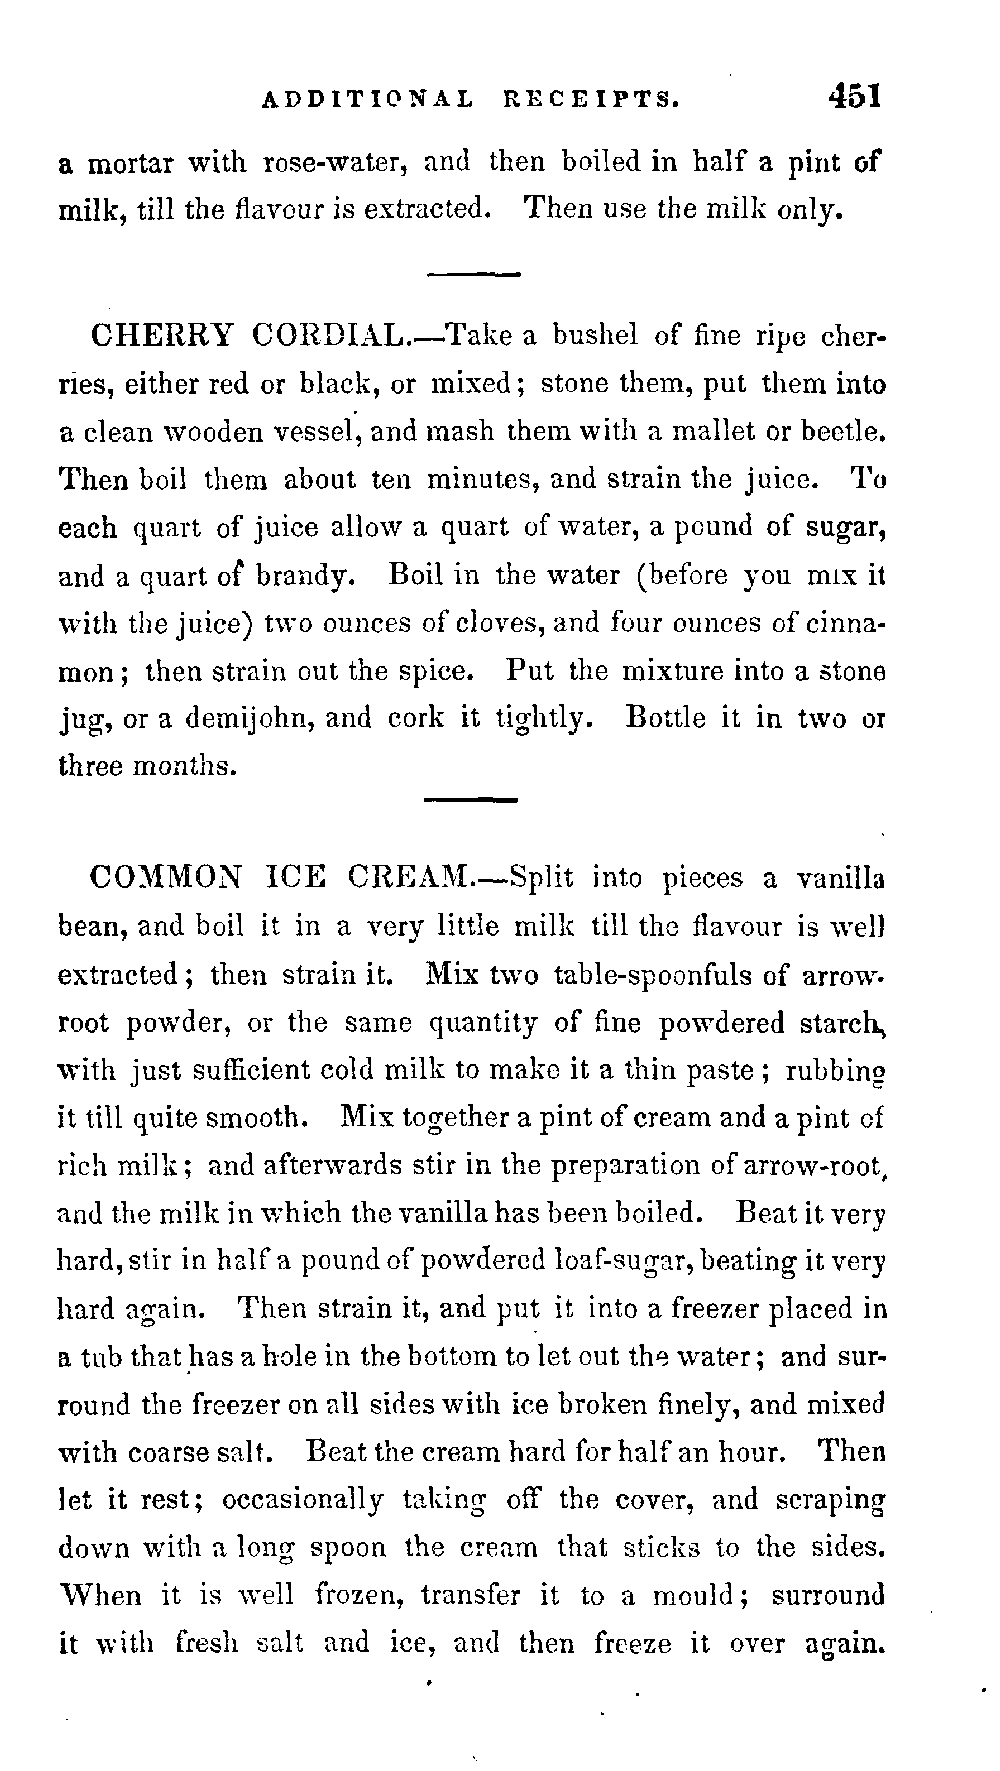 ADDITIONAL RECEIPTS. 451
a mortar with rose-water, and then boiled in half a pint of
milk, till the flavour is extracted. Then use the milk only.
CHERRY CORDIAL.—Take a bushel of fine ripe cher-
ries, either red or black, or mixed; stone them, put them into
a clean wooden vessel, and mash them with a mallet or beetle.
Then boil them about ten minutes, and strain the juice. To
each quart of juice allow a quart of water, a pound of sugar,
and a quart of brandy. Boil in the water (before you mix it
with the juice) two ounces of cloves, and four ounces of cinna-
mon; then strain out the spice. Put the mixture into a stone
jug, or a demijohn, and cork it tightly. Bottle it in two or
three months.
COMMON ICE CREAM.—Split into pieces a vanilla
bean, and boil it in a very little milk till the flavour is well
extracted; then strain it. Mix two table-spoonfuls of arrow-
root powder, or the same quantity of fine powdered starch,
with just sufficient cold milk to make it a thin paste; rubbing
it till quite smooth. Mix together a pint of cream and a pint of
rich milk; and afterwards stir in the preparation of arrow-root,
and the milk in which the vanilla has been boiled. Beat it very
hard, stir in half a pound of powdered loaf-sugar, beating it very
hard again. Then strain it, and put it into a freezer placed in
a tub that has a hole in the bottom to let out the water; and sur-
round the freezer on all sides with ice broken finely, and mixed
with coarse salt. Beat the cream hard for half an hour. Then
let it rest; occasionally taking off the cover, and scraping
down with a long spoon the cream that sticks to the sides.
When it is well frozen, transfer it to a mould; surround
it with fresh salt and ice, and then freeze it over again.